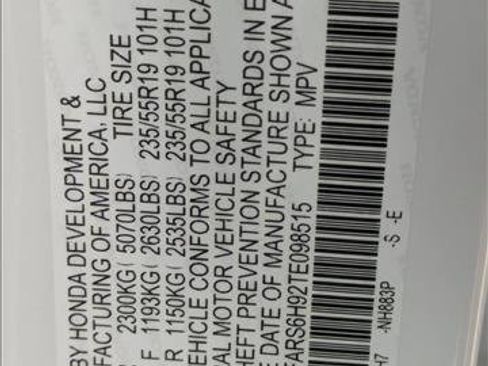 BY HONDA DEVELOPMENT &
FACTURING OF AMERICA, LLC
TIRE SIZE
2300KG ( 5070LBS)
F 1193KG ( 2630LBS) 235/55R19 101H
R 1150KG ( 2535LBS) 235/55R19 101H
EHICLE CONFORMS TO ALL APPLICA
AL MOTOR VEHICLE SAFETY
HEFT PREVENTION STANDARDS IN E
E DATE OF MANUFACTURE SHOWN A
FARS6H92TE098515 TYPE: MPV
H7 -NH883P -S -E